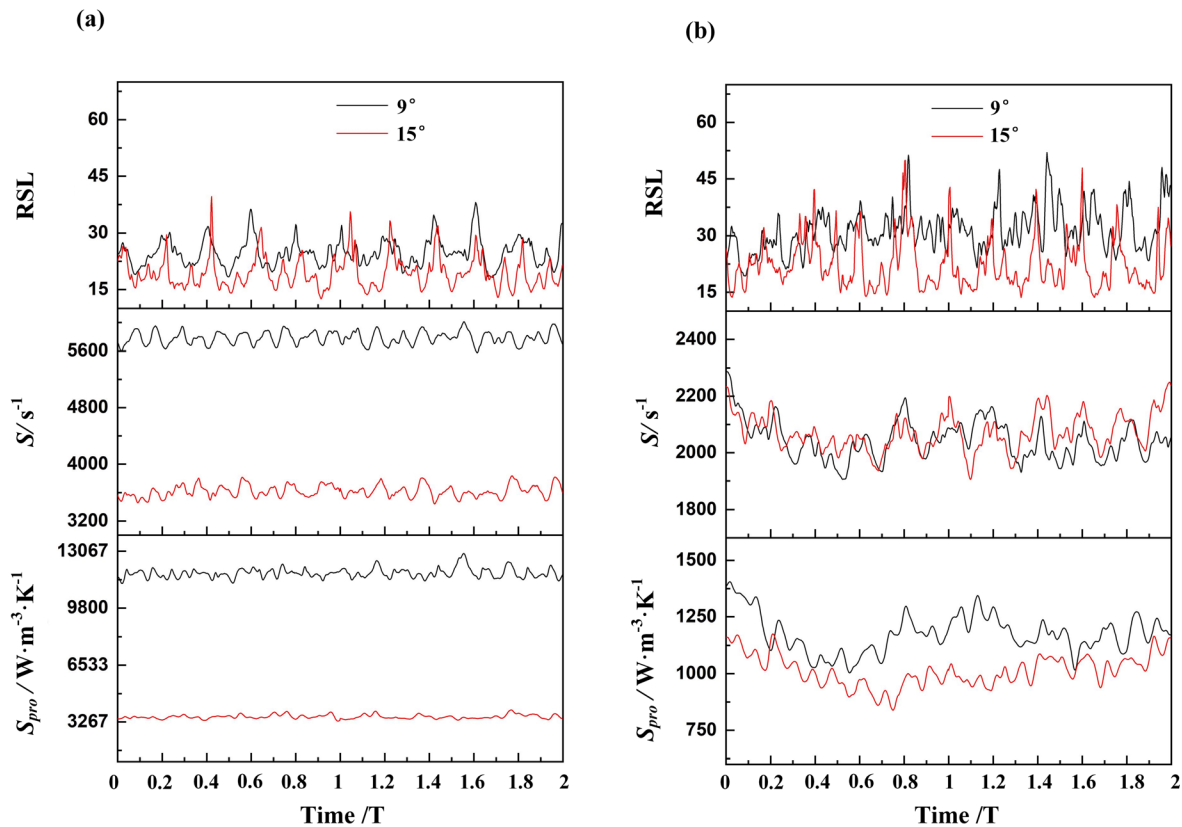 (a)
9°
15°
RSL
60
45
30
15
S/ s⁻¹
5600
4800
4000
3200
S_pro / W·m⁻³·K⁻¹
13067
9800
6533
3267
0 0.2 0.4 0.6 0.8 1 1.2 1.4 1.6 1.8 2
Time /T
(b)
9°
15°
RSL
60
45
30
15
S/ s⁻¹
2400
2200
2000
1800
S_pro / W·m⁻³·K⁻¹
1500
1250
1000
750
0 0.2 0.4 0.6 0.8 1 1.2 1.4 1.6 1.8 2
Time /T